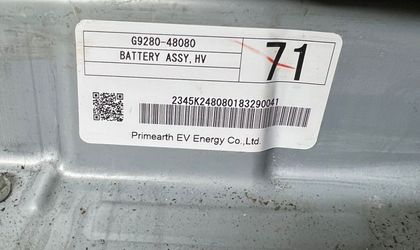 G9280-48080
BATTERY ASSY,HV
71
2345K248080183290041
Primearth EV Energy Co.,Ltd.